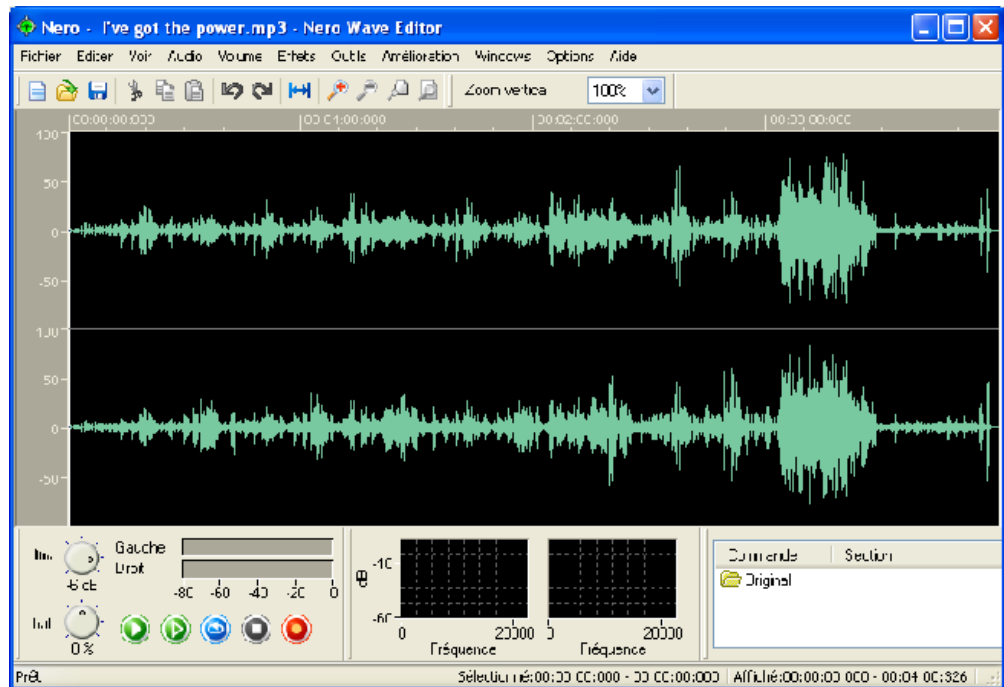 Nero - I've got the power.mp3 - Nero Wave Editor
Fichier Editer Voir Audio Volume Effets Outils Amélioration Windows Options Aide
Zoom vertical 100%
00:00:00:000 00:01:00:000 00:02:00:000 00:03:00:000
100
50
0
-50
100
50
0
-50
Gauche
Droit
-6 dB
-80 -60 -40 -20 0
0 %
-10
-60
0 20000 0 20000
Fréquence Fréquence
Commande Section
Original
Prêt Sélectionné:00:00:00:000 - 00:00:00:000 Affiché:00:00:00:000 - 00:04:00:326